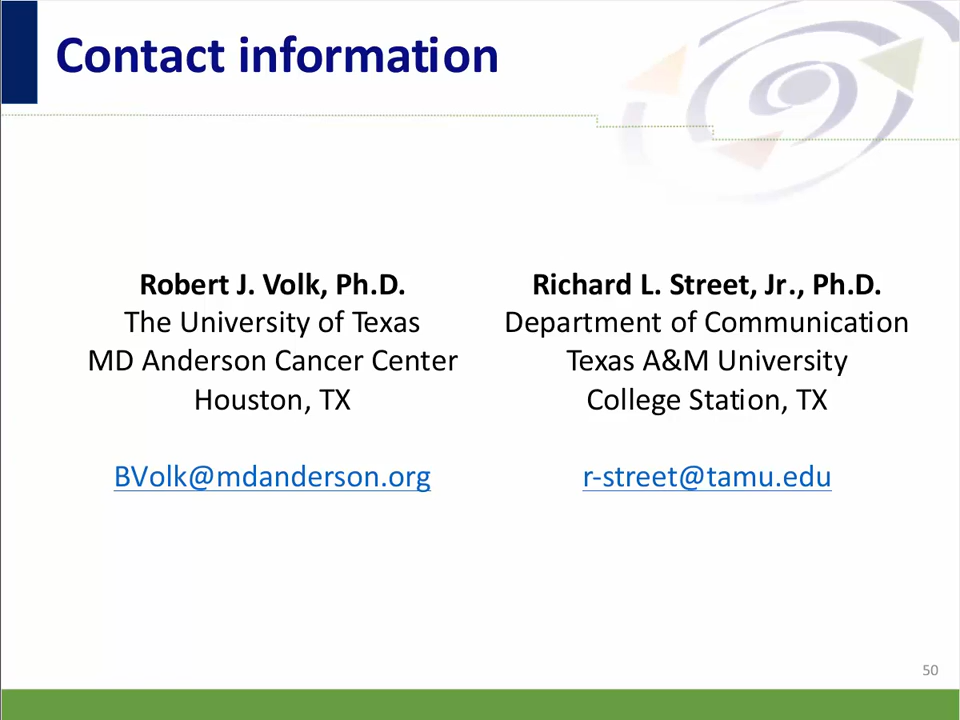 Contact information
Robert J. Volk, Ph.D.
The University of Texas
MD Anderson Cancer Center
Houston, TX
BVolk@mdanderson.org
Richard L. Street, Jr., Ph.D.
Department of Communication
Texas A&M University
College Station, TX
r-street@tamu.edu
50